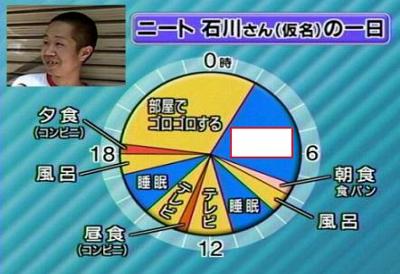 ニート 石川さん(仮名)の一日
0時
部屋で
ゴロゴロする
夕食
(コンビニ)
18
6
風呂
朝食
食パン
睡眠
テレビ
テレビ
睡眠
風呂
昼食
(コンビニ)
12